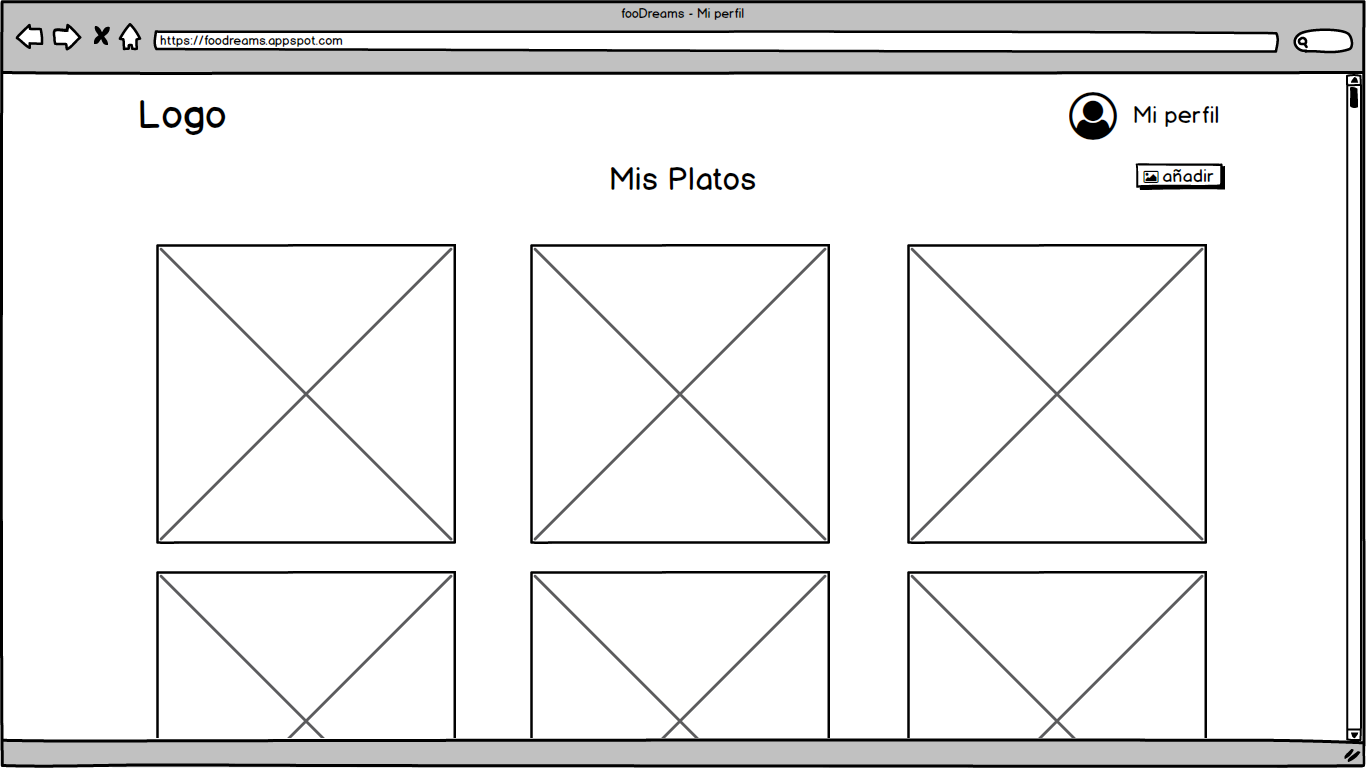 fooDreams - Mi perfil
https://foodreams.appspot.com
Logo
Mi perfil
Mis Platos
añadir